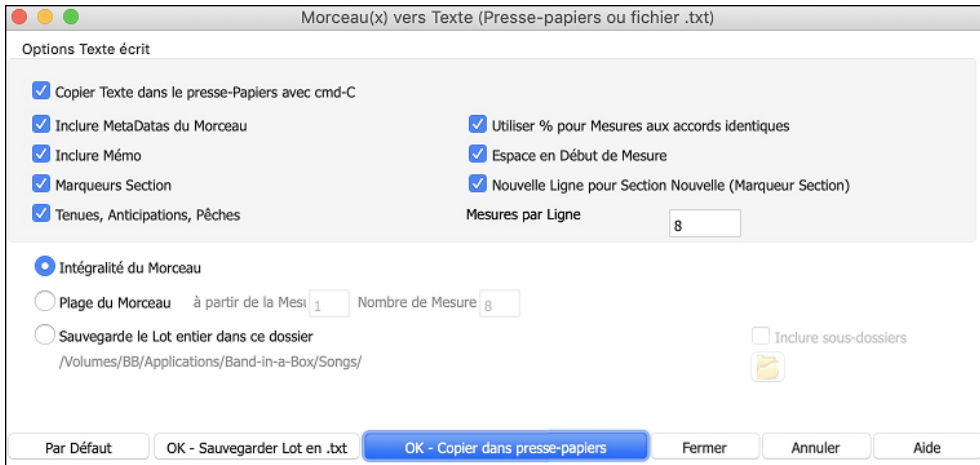 Morceau(x) vers Texte (Presse-papiers ou fichier .txt)
Options Texte écrit
Copier Texte dans le presse-Papiers avec cmd-C
Inclure MetaDatas du Morceau
Utiliser % pour Mesures aux accords identiques
Inclure Mémo
Espace en Début de Mesure
Marqueurs Section
Nouvelle Ligne pour Section Nouvelle (Marqueur Section)
Tenues, Anticipations, Pêches
Mesures par Ligne 8
Intégralité du Morceau
Plage du Morceau à partir de la Mesu 1 Nombre de Mesure 8
Sauvegarde le Lot entier dans ce dossier
Inclure sous-dossiers
/Volumes/BB/Applications/Band-in-a-Box/Songs/
Par Défaut OK - Sauvegarder Lot en .txt OK - Copier dans presse-papiers Fermer Annuler Aide